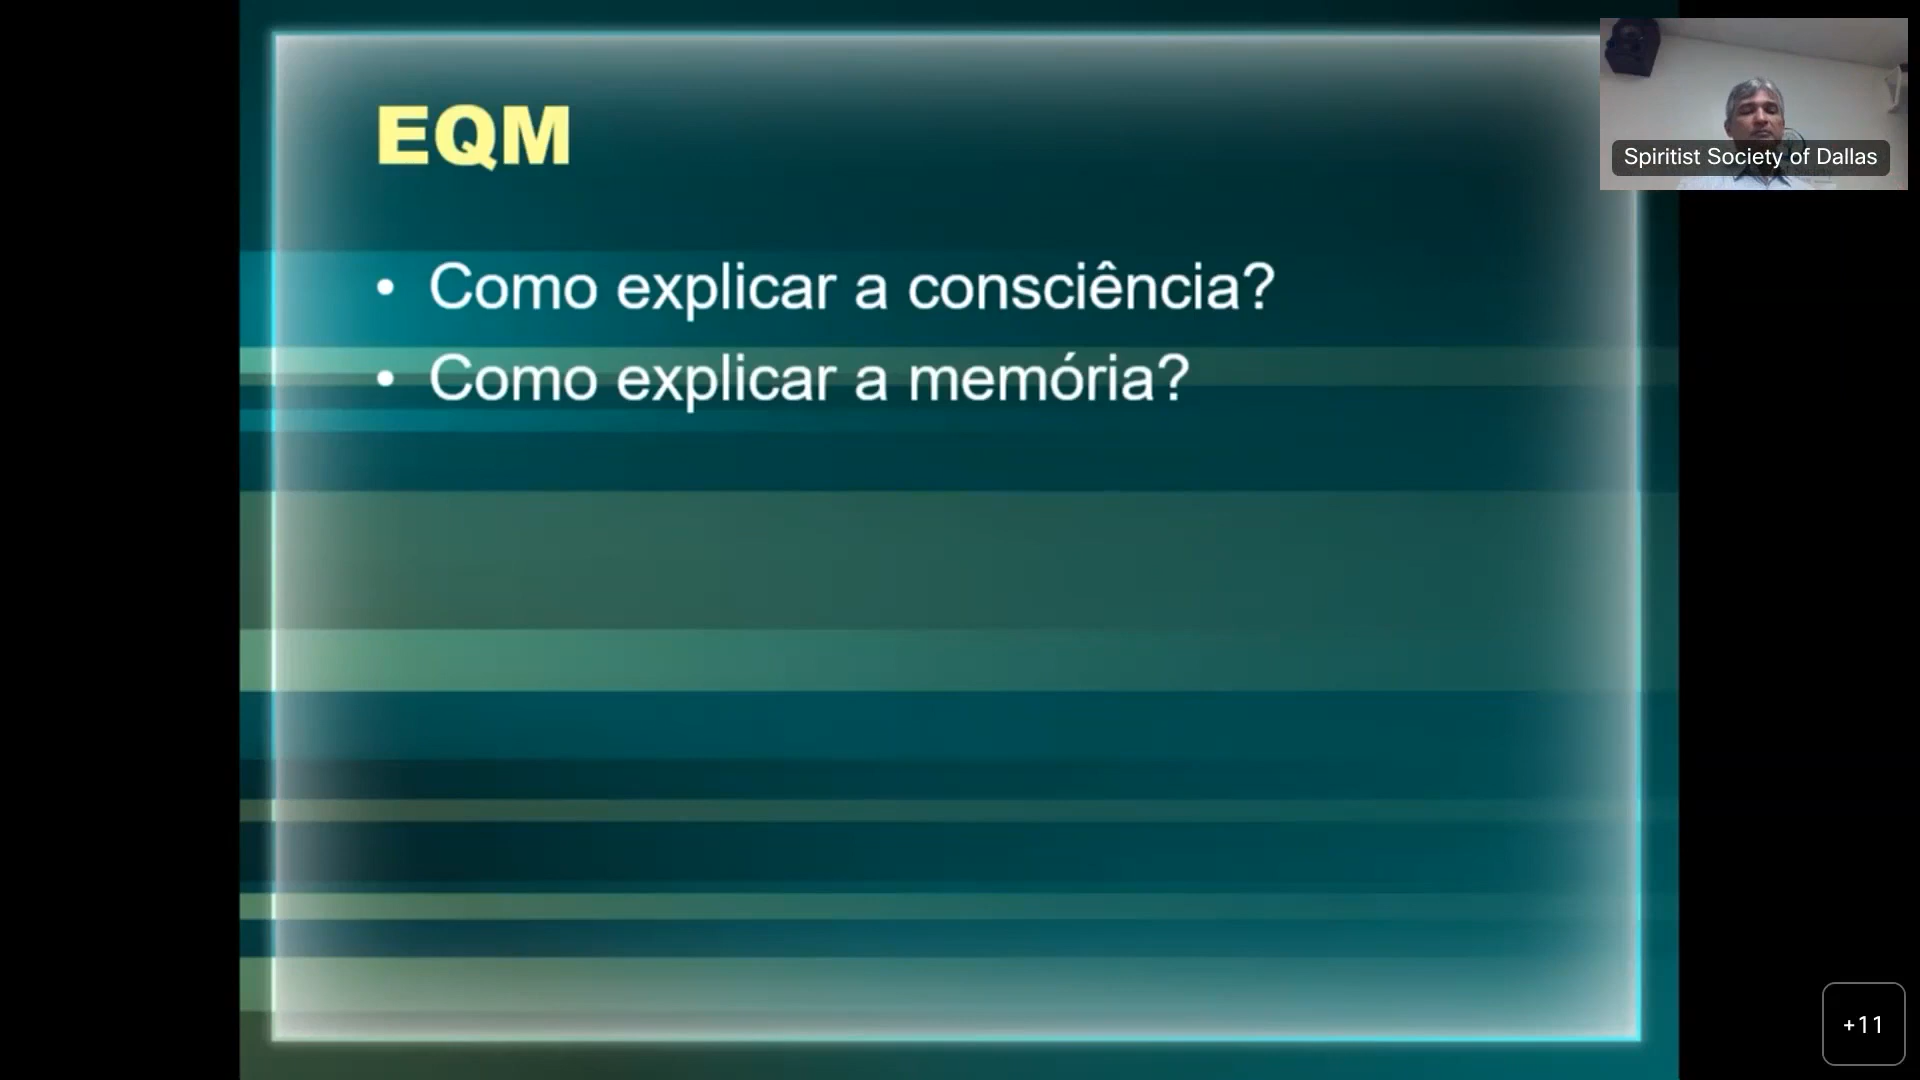 EQM
• Como explicar a consciência?
• Como explicar a memória?
Spiritist Society of Dallas
+11